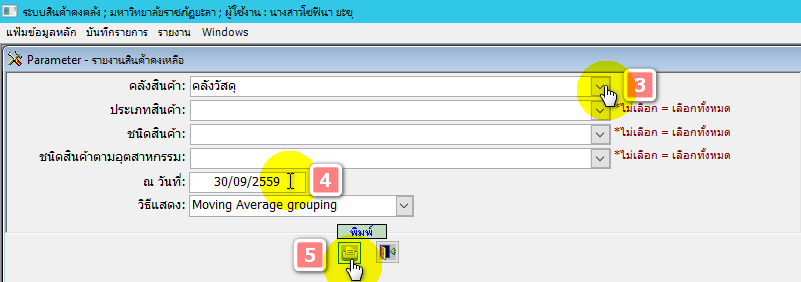 ระบบสินค้าคงคลัง ; มหาวิทยาลัยราชภัฏยะลา ; ผู้ใช้งาน : นางสาวโซฟีนา ยะซุ
แฟ้มข้อมูลหลัก บันทึกรายการ รายงาน Windows
Parameter - รายงานสินค้าคงเหลือ
คลังสินค้า: คลังวัสดุ 3
ประเภทสินค้า: *ไม่เลือก = เลือกทั้งหมด
ชนิดสินค้า: *ไม่เลือก = เลือกทั้งหมด
ชนิดสินค้าตามอุตสาหกรรม: *ไม่เลือก = เลือกทั้งหมด
ณ วันที่: 30/09/2559 4
วิธีแสดง: Moving Average grouping
พิมพ์
5